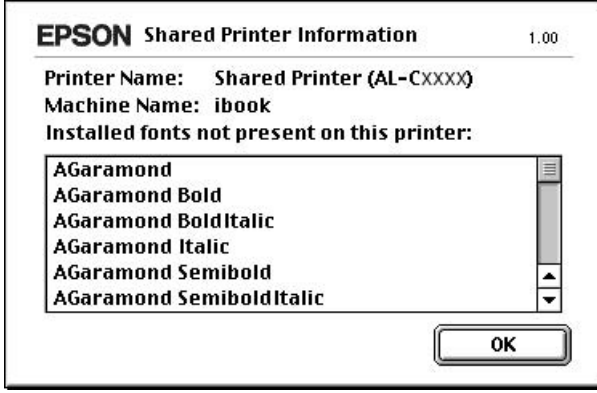 EPSON Shared Printer Information 1.00
Printer Name: Shared Printer (AL-CXXXX)
Machine Name: ibook
Installed fonts not present on this printer:
AGaramond
AGaramond Bold
AGaramond BoldItalic
AGaramond Italic
AGaramond Semibold
AGaramond SemiboldItalic
OK